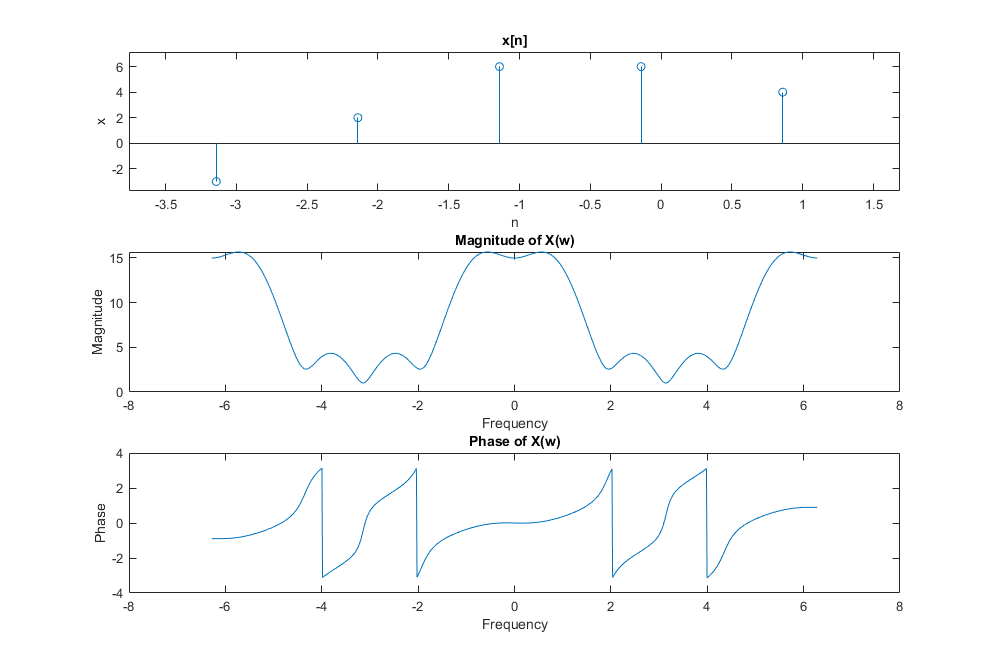 x[n]
6
4
2
0
-2
x
-3.5 -3 -2.5 -2 -1.5 -1 -0.5 0 0.5 1 1.5
n
Magnitude of X(w)
15
10
5
0
Magnitude
-8 -6 -4 -2 0 2 4 6 8
Frequency
Phase of X(w)
4
2
0
-2
-4
Phase
-8 -6 -4 -2 0 2 4 6 8
Frequency